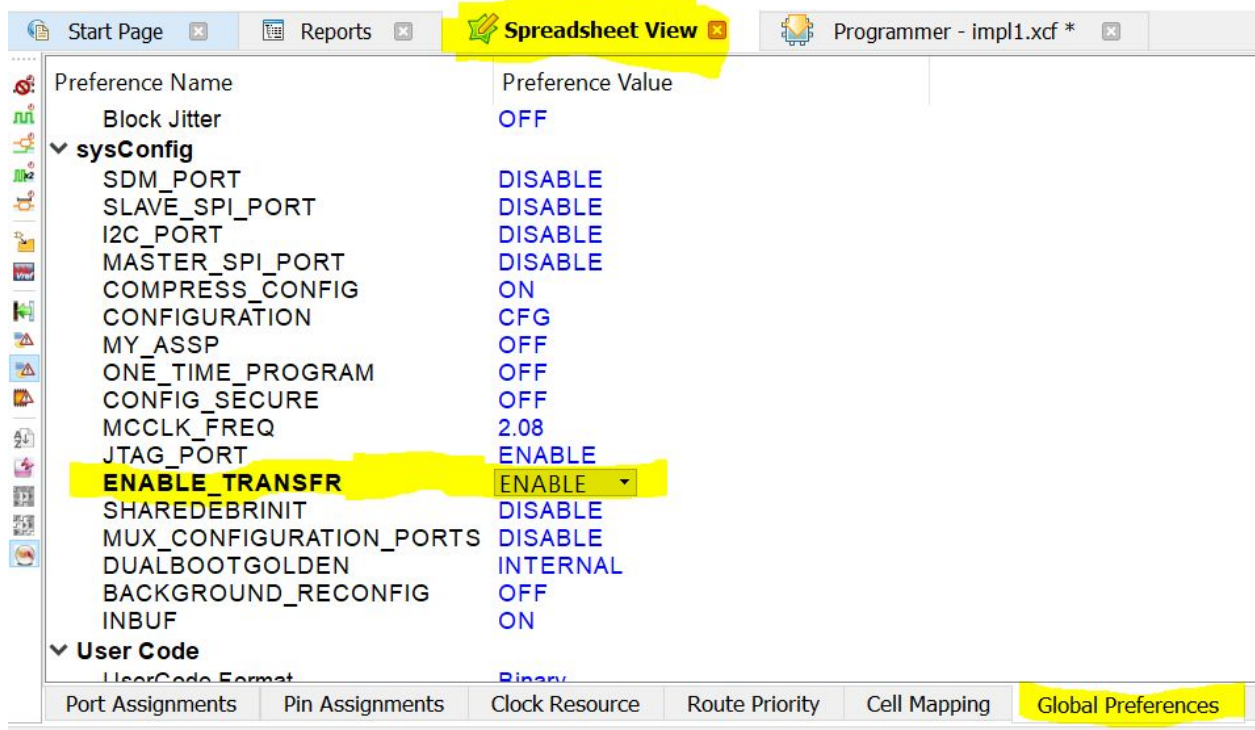 Start Page Reports Spreadsheet View Programmer - impl1.xcf *
Preference Name Preference Value
Block Jitter OFF
sysConfig
SDM_PORT DISABLE
SLAVE_SPI_PORT DISABLE
I2C_PORT DISABLE
MASTER_SPI_PORT DISABLE
COMPRESS_CONFIG ON
CONFIGURATION CFG
MY_ASSP OFF
ONE_TIME_PROGRAM OFF
CONFIG_SECURE OFF
MCCLK_FREQ 2.08
JTAG_PORT ENABLE
ENABLE_TRANSFR ENABLE
SHAREDEBRINIT DISABLE
MUX_CONFIGURATION_PORTS DISABLE
DUALBOOTGOLDEN INTERNAL
BACKGROUND_RECONFIG OFF
INBUF ON
User Code
UserCode Format Binary
Port Assignments Pin Assignments Clock Resource Route Priority Cell Mapping Global Preferences